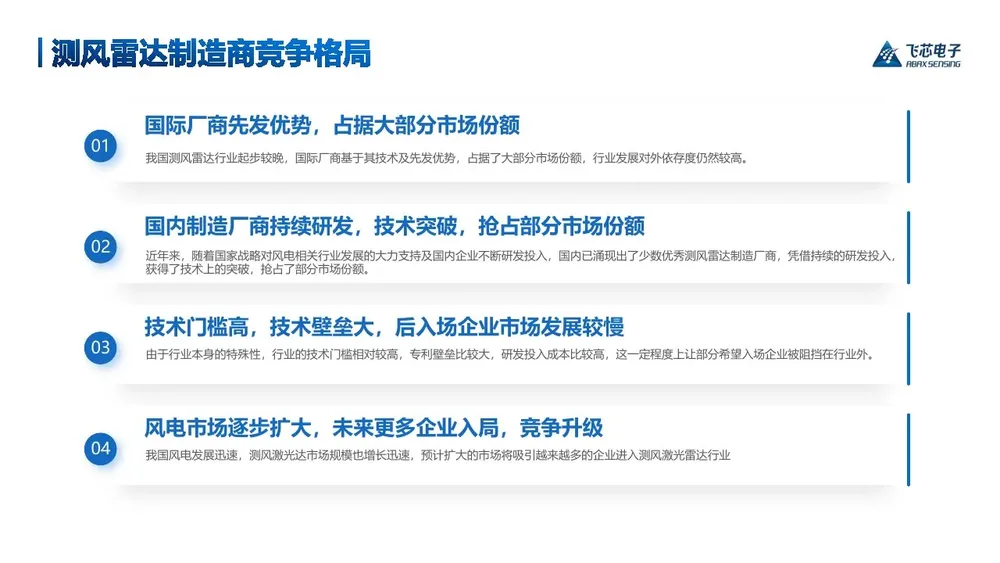 测风雷达制造商竞争格局
飞芯电子
ABAX SENSING
01
国际厂商先发优势，占据大部分市场份额
我国测风雷达行业起步较晚，国际厂商基于其技术及先发优势，占据了大部分市场份额，行业发展对外依存度仍然较高。
02
国内制造厂商持续研发，技术突破，抢占部分市场份额
近年来，随着国家战略对风电相关行业发展的大力支持及国内企业不断研发投入，国内已涌现出了少数优秀测风雷达制造厂商，凭借持续的研发投入，
获得了技术上的突破，抢占了部分市场份额。
03
技术门槛高，技术壁垒大，后入场企业市场发展较慢
由于行业本身的特殊性，行业的技术门槛相对较高，专利壁垒比较大，研发投入成本比较高，这一定程度上让部分希望入场企业被阻挡在行业外。
04
风电市场逐步扩大，未来更多企业入局，竞争升级
我国风电发展迅速，测风激光达市场规模也增长迅速，预计扩大的市场将吸引越来越多的企业进入测风激光雷达行业